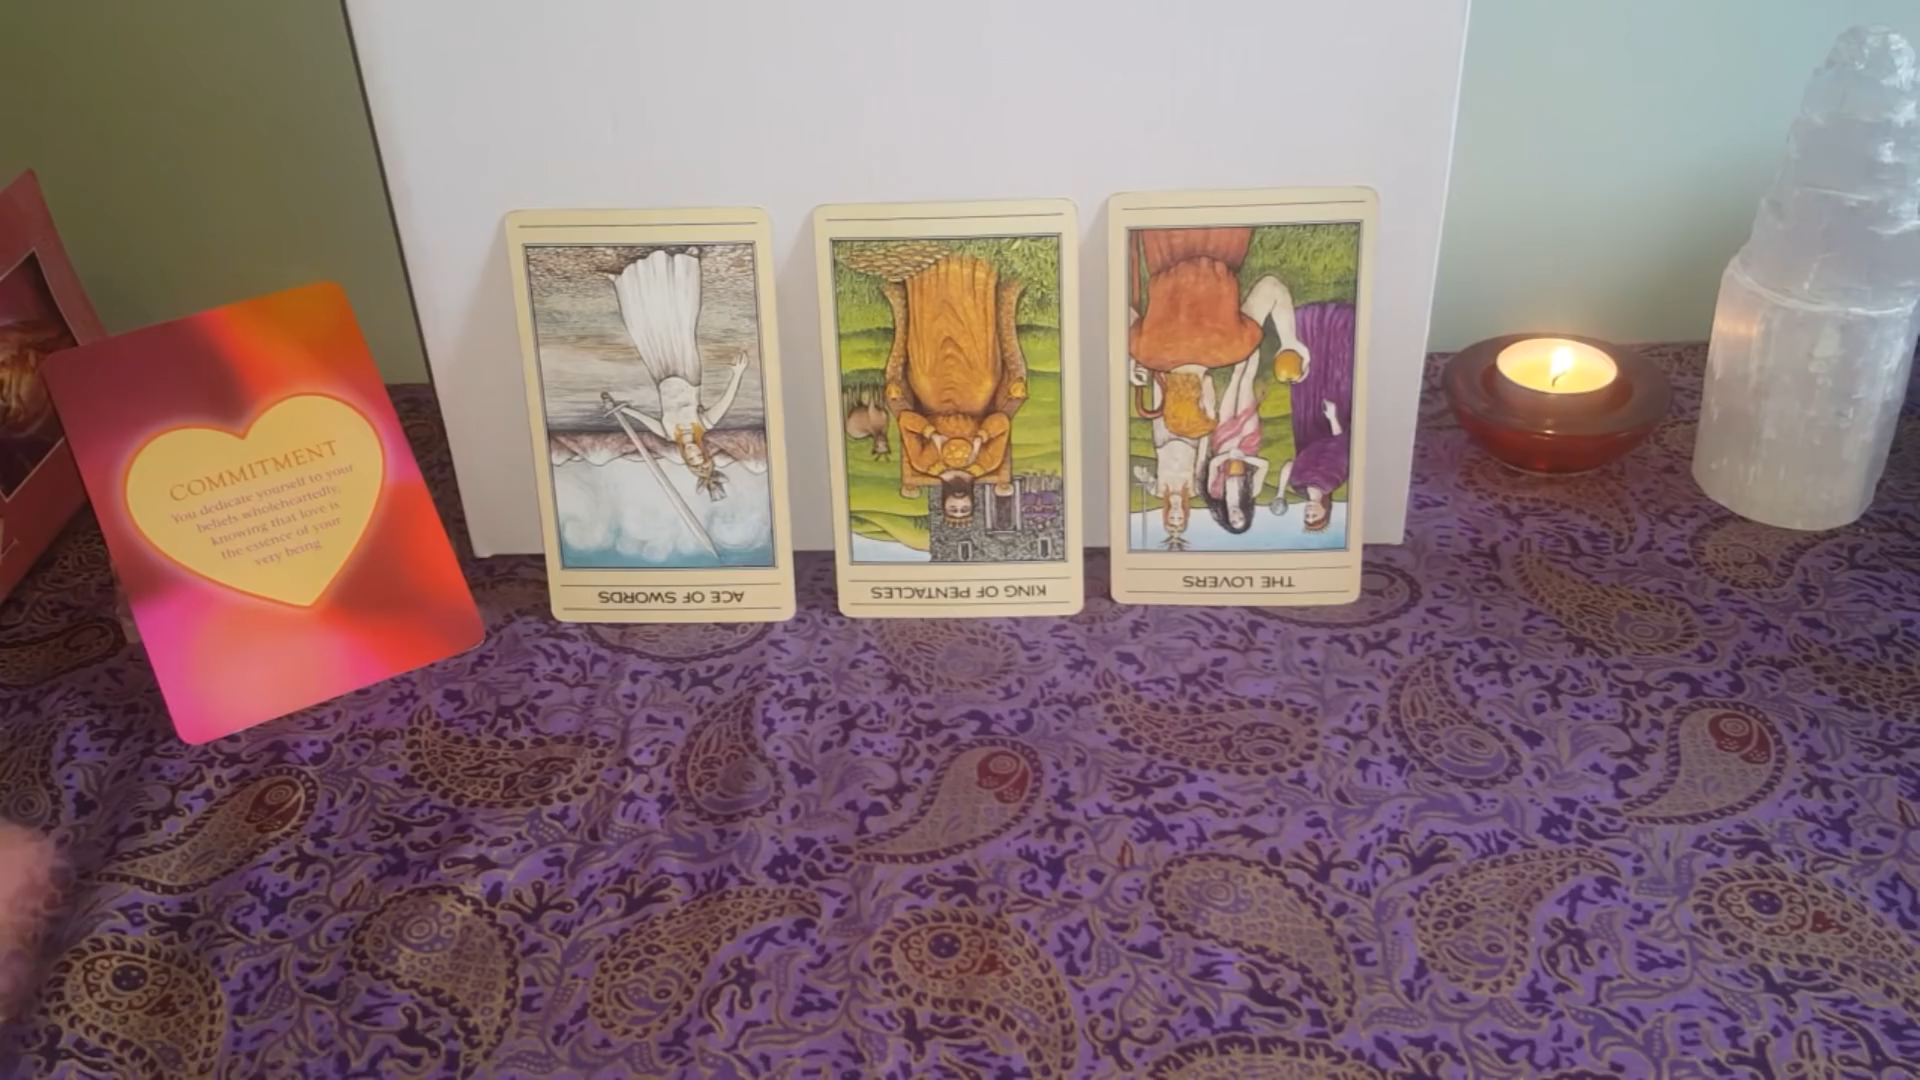 COMMITMENT
You dedicate yourself to your
beliefs wholeheartedly,
knowing that love is
the essence of your
very being
ACE OF SWORDS
KING OF PENTACLES
THE LOVERS